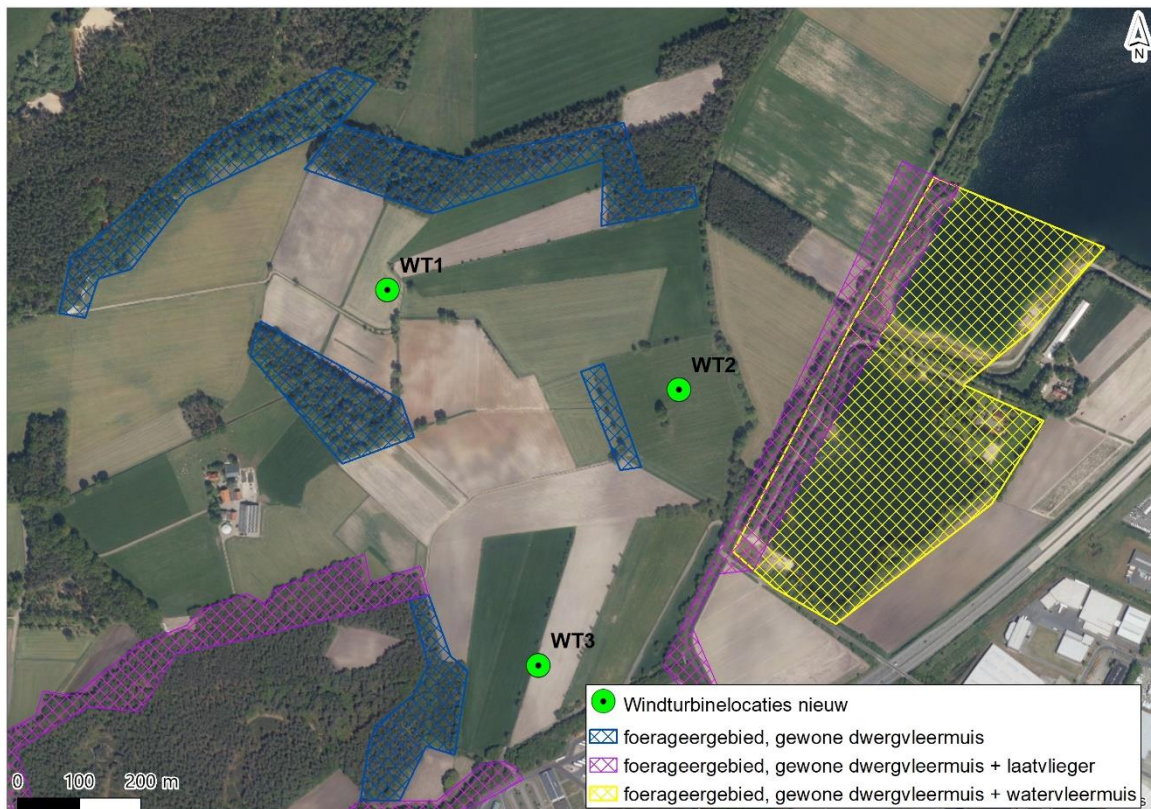 N
WT1
WT2
WT3
Windturbinelocaties nieuw
foerageergebied, gewone dwergvleermuis
foerageergebied, gewone dwergvleermuis + laatvlieger
foerageergebied, gewone dwergvleermuis + watervleermuis
0 100 200 m